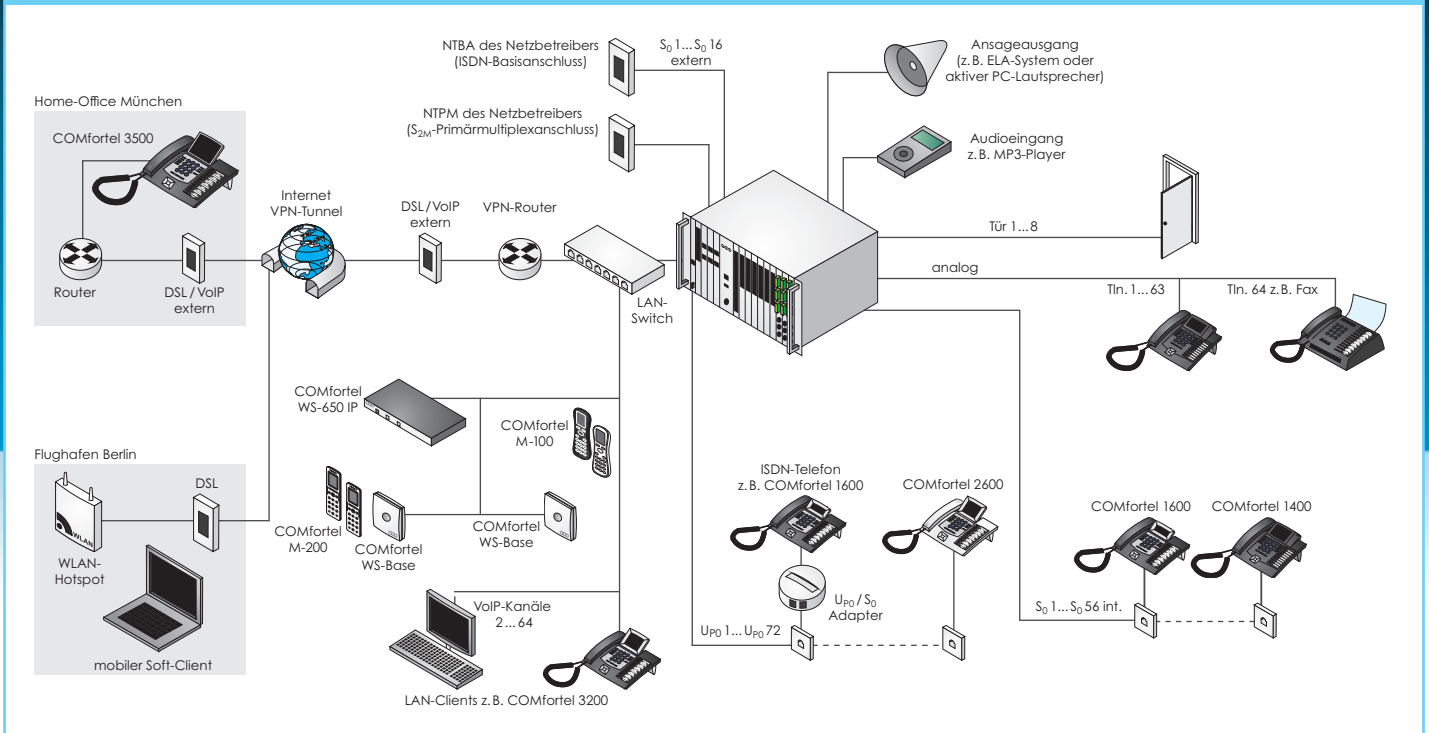 NTBA des Netzbetreibers
(ISDN-Basisanschluss)
S0 1... S0 16
extern
Ansageausgang
(z. B. ELA-System oder
aktiver PC-Lautsprecher)
Home-Office München
COMfortel 3500
NTPM des Netzbetreibers
(S2M-Primärmultiplexanschluss)
Audioeingang
z. B. MP3-Player
Internet
VPN-Tunnel
DSL/VoIP
extern
VPN-Router
Tür 1... 8
analog
Router
DSL/VoIP
extern
LAN-
Switch
Tln. 1... 63
Tln. 64 z. B. Fax
COMfortel
WS-650 IP
COMfortel
M-100
Flughafen Berlin
DSL
WLAN
WLAN-
Hotspot
mobiler Soft-Client
COMfortel
M-200
COMfortel
WS-Base
COMfortel
WS-Base
ISDN-Telefon
z. B. COMfortel 1600
COMfortel 2600
COMfortel 1600
COMfortel 1400
VoIP-Kanäle
2 ... 64
UP0 / S0
Adapter
UP0 1... UP0 72
S0 1... S0 56 int.
LAN-Clients z. B. COMfortel 3200